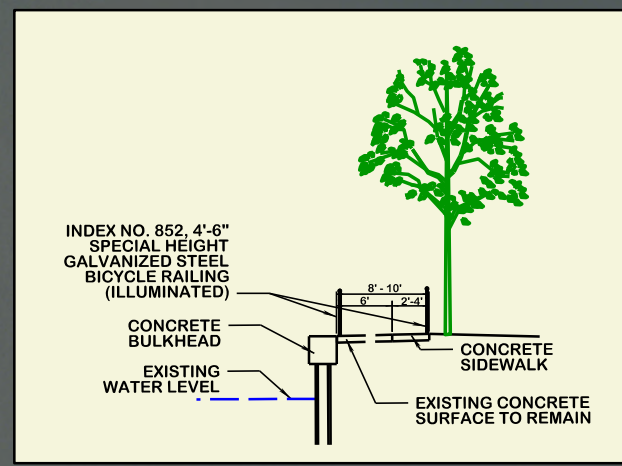 INDEX NO. 852, 4'-6"
SPECIAL HEIGHT
GALVANIZED STEEL
BICYCLE RAILING
(ILLUMINATED)
8' - 10'
6'
2'-4'
CONCRETE
BULKHEAD
CONCRETE
SIDEWALK
EXISTING
WATER LEVEL
EXISTING CONCRETE
SURFACE TO REMAIN